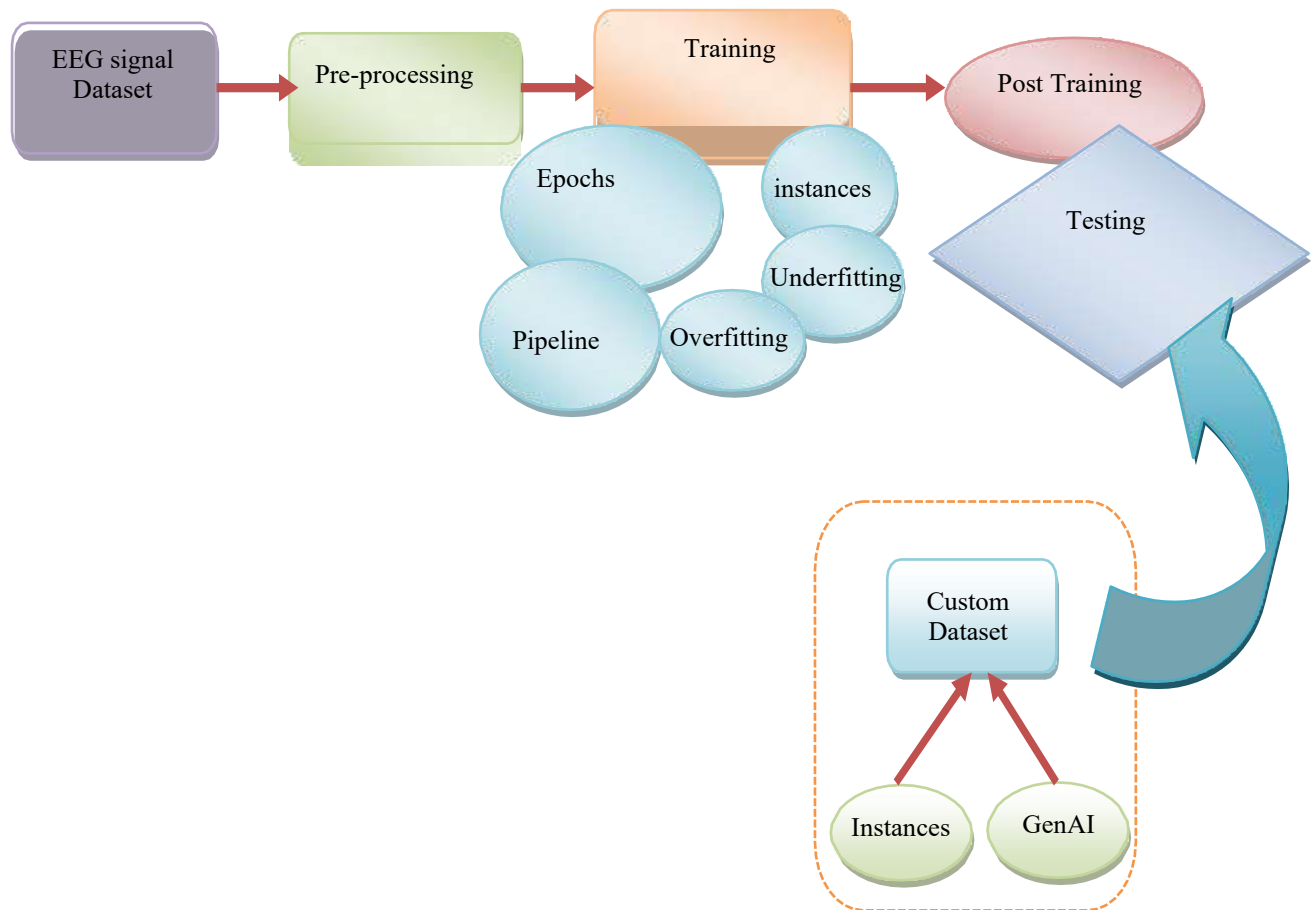 EEG signal
Dataset
Pre-processing
Training
Post Training
Epochs
instances
Testing
Underfitting
Pipeline
Overfitting
Custom
Dataset
Instances
GenAI